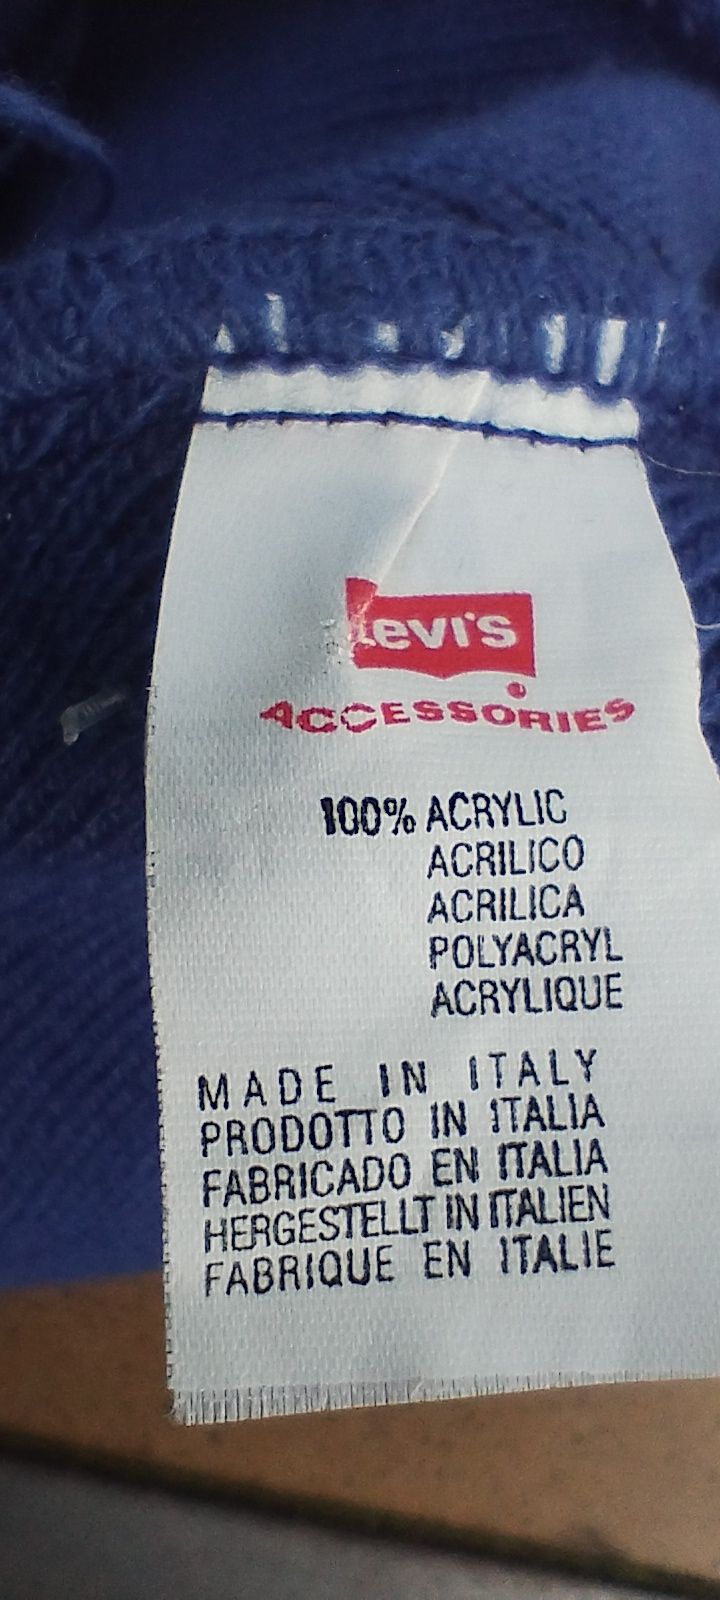 Levi's
ACCESSORIES
100% ACRYLIC
ACRILICO
ACRILICA
POLYACRYL
ACRYLIQUE
MADE IN ITALY
PRODOTTO IN ITALIA
FABRICADO EN ITALIA
HERGESTELLT IN ITALIEN
FABRIQUE EN ITALIE